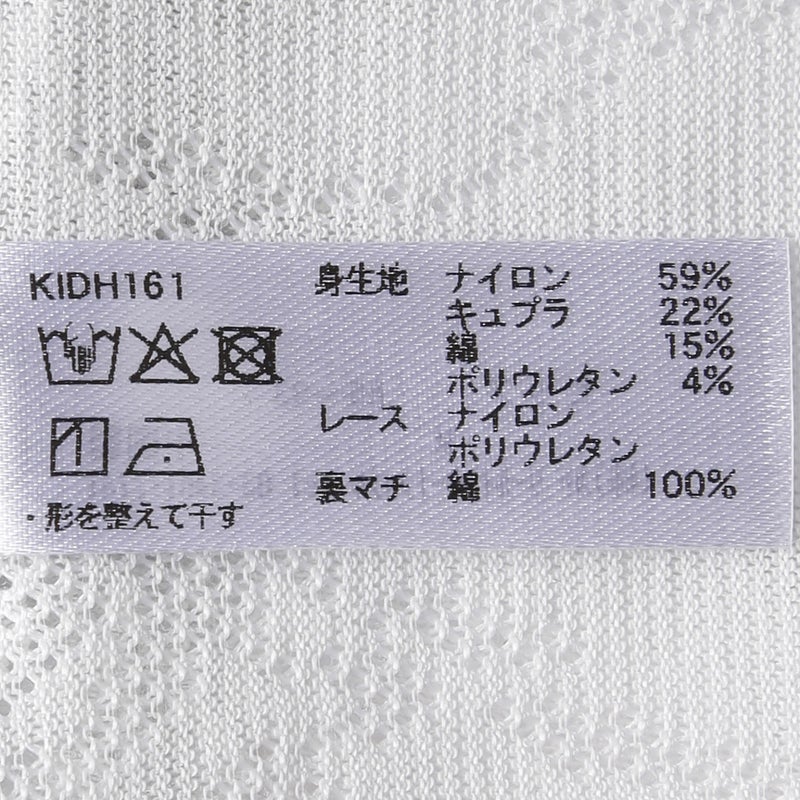 KIDH161
・形を整えて干す
身生地 ナイロン 59%
キュプラ 22%
綿 15%
ポリウレタン 4%
レース ナイロン
ポリウレタン
裏マチ 綿 100%